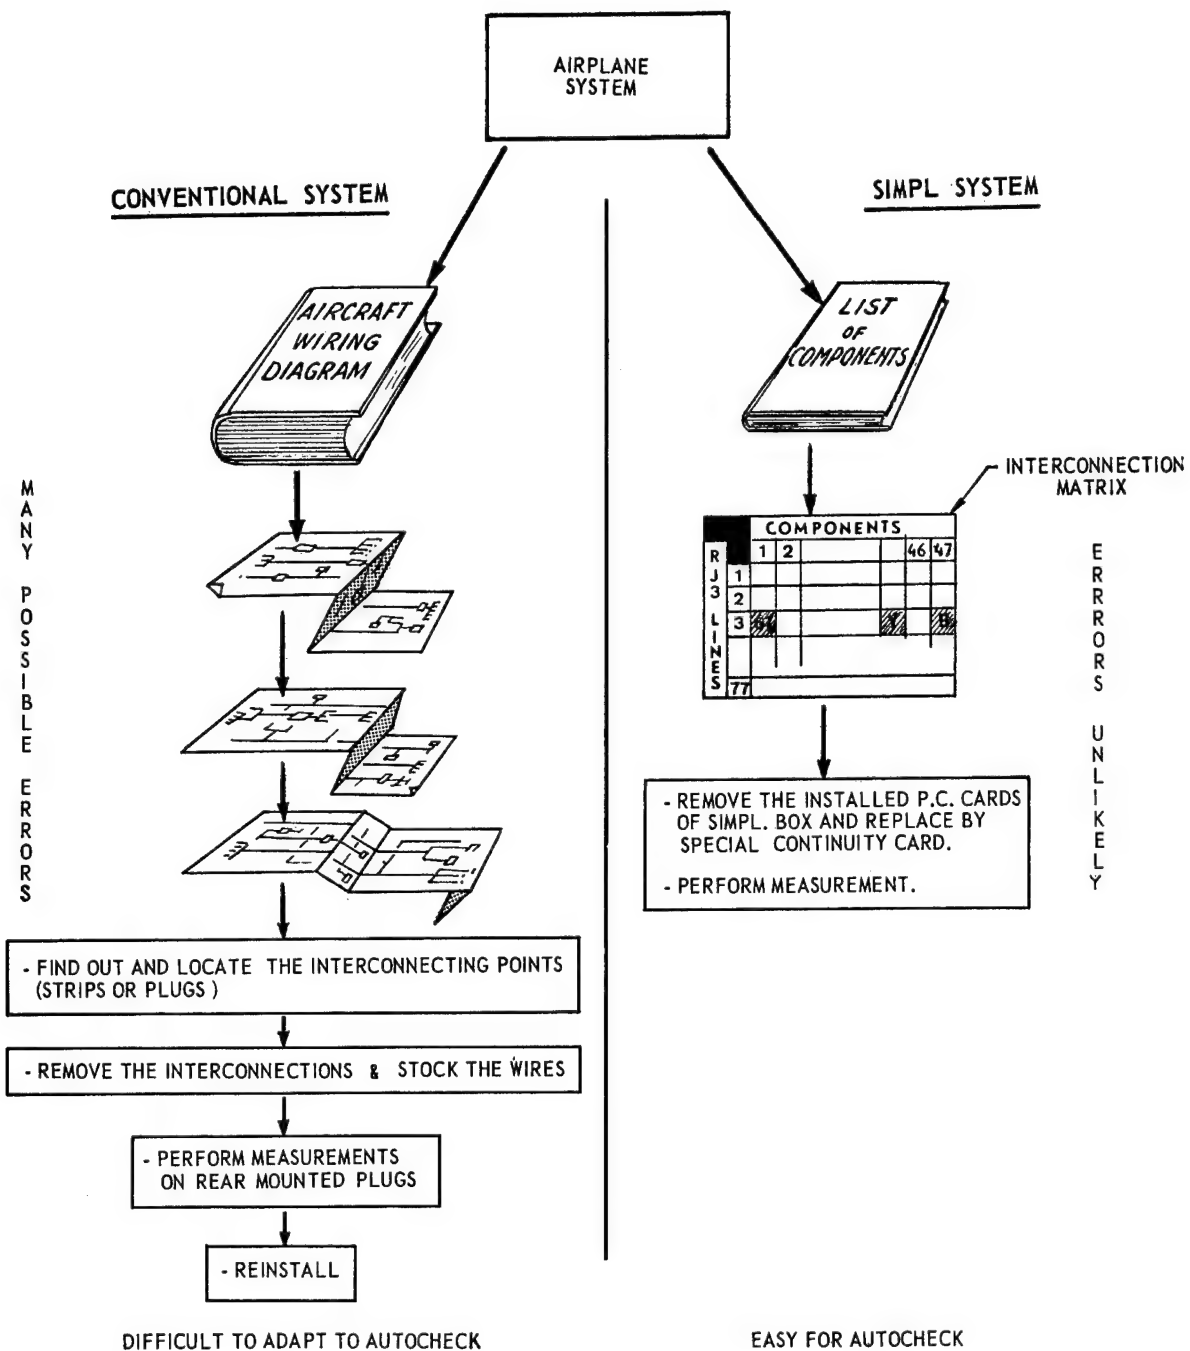 AIRPLANE
SYSTEM
CONVENTIONAL SYSTEM
AIRCRAFT
WIRING
DIAGRAM
MANY POSSIBLE ERRORS
- FIND OUT AND LOCATE THE INTERCONNECTING POINTS
(STRIPS OR PLUGS)
- REMOVE THE INTERCONNECTIONS & STOCK THE WIRES
- PERFORM MEASUREMENTS
ON REAR MOUNTED PLUGS
- REINSTALL
DIFFICULT TO ADAPT TO AUTOCHECK
SIMPL SYSTEM
LIST
OF
COMPONENTS
INTERCONNECTION
MATRIX
COMPONENTS
1 2 46 47
RJ3 LINES
1
2
3 Y B
77
ERRRORS UNLIKELY
- REMOVE THE INSTALLED P.C. CARDS
OF SIMPL. BOX AND REPLACE BY
SPECIAL CONTINUITY CARD.
- PERFORM MEASUREMENT.
EASY FOR AUTOCHECK